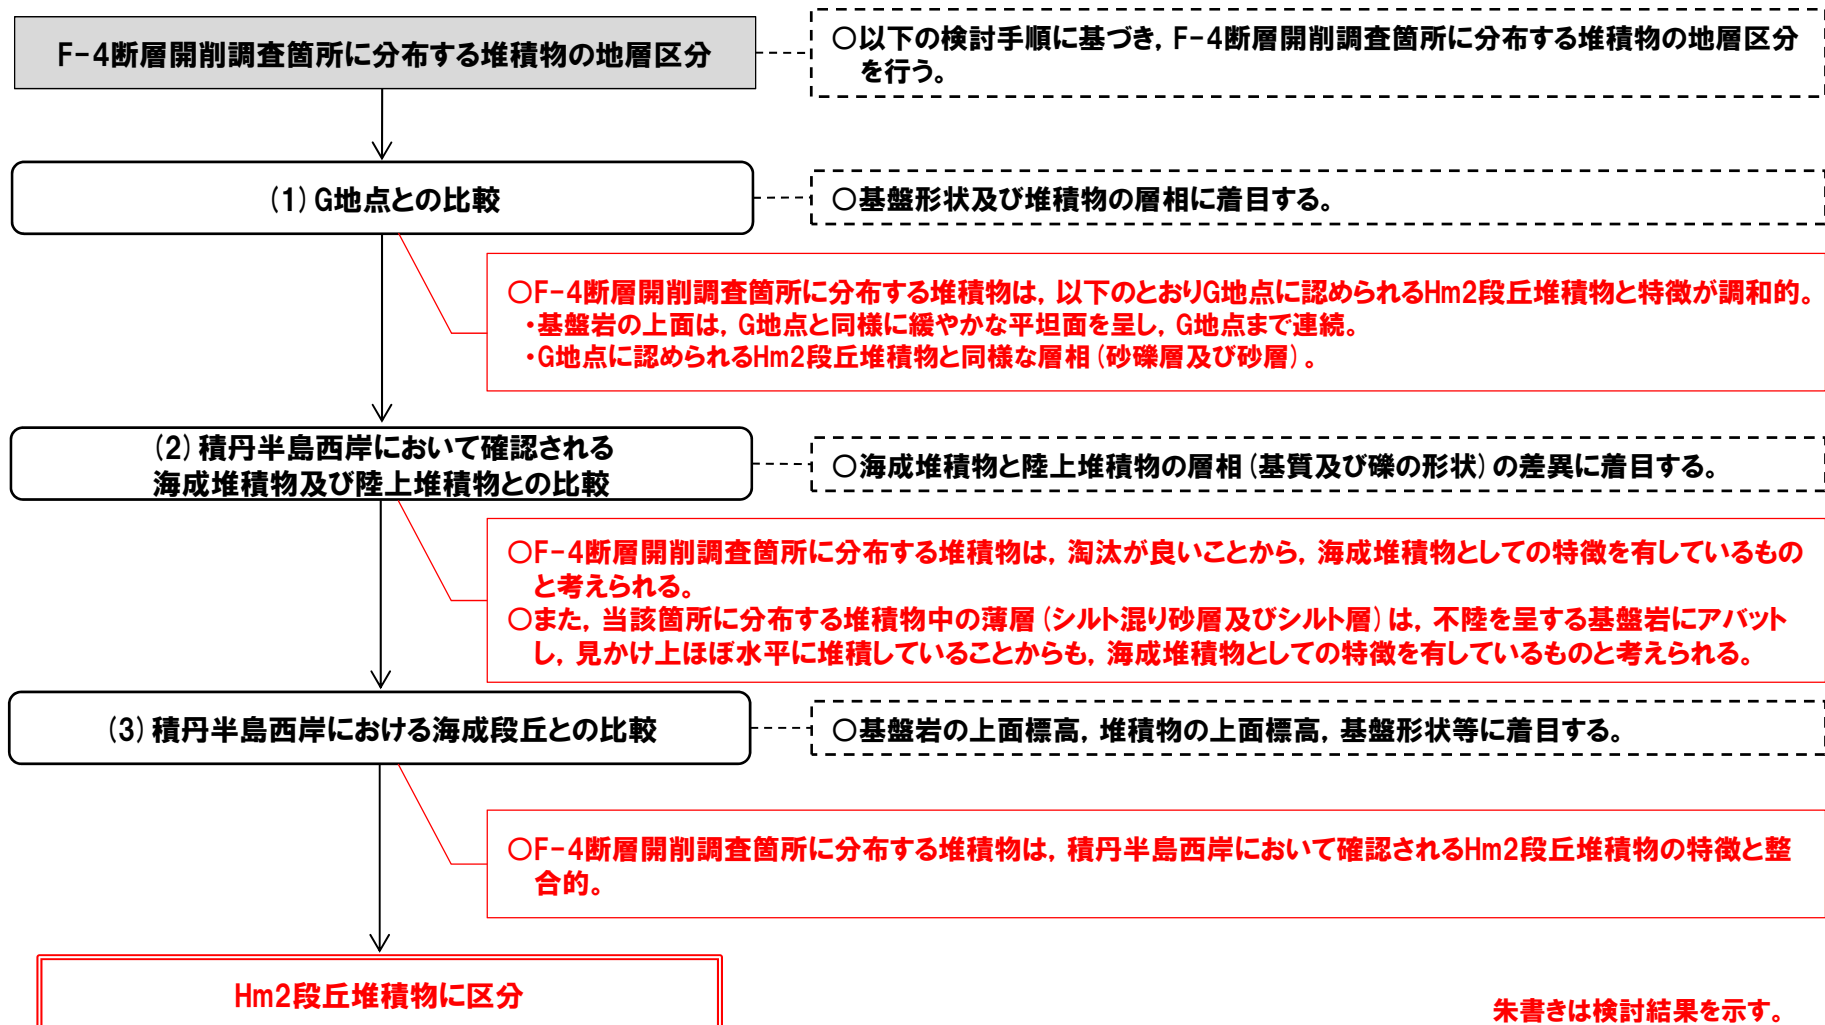 F-4断層開削調査箇所に分布する堆積物の地層区分
○以下の検討手順に基づき，F-4断層開削調査箇所に分布する堆積物の地層区分
を行う。
(1)G地点との比較
○基盤形状及び堆積物の層相に着目する。
○F-4断層開削調査箇所に分布する堆積物は，以下のとおりG地点に認められるHm2段丘堆積物と特徴が調和的。
・基盤岩の上面は，G地点と同様に緩やかな平坦面を呈し，G地点まで連続。
・G地点に認められるHm2段丘堆積物と同様な層相(砂礫層及び砂層)。
(2)積丹半島西岸において確認される
海成堆積物及び陸上堆積物との比較
○海成堆積物と陸上堆積物の層相(基質及び礫の形状)の差異に着目する。
○F-4断層開削調査箇所に分布する堆積物は，淘汰が良いことから，海成堆積物としての特徴を有しているもの
と考えられる。
○また，当該箇所に分布する堆積物中の薄層(シルト混り砂層及びシルト層)は，不陸を呈する基盤岩にアバット
し，見かけ上ほぼ水平に堆積していることからも，海成堆積物としての特徴を有しているものと考えられる。
(3)積丹半島西岸における海成段丘との比較
○基盤岩の上面標高，堆積物の上面標高，基盤形状等に着目する。
○F-4断層開削調査箇所に分布する堆積物は，積丹半島西岸において確認されるHm2段丘堆積物の特徴と整
合的。
Hm2段丘堆積物に区分
朱書きは検討結果を示す。